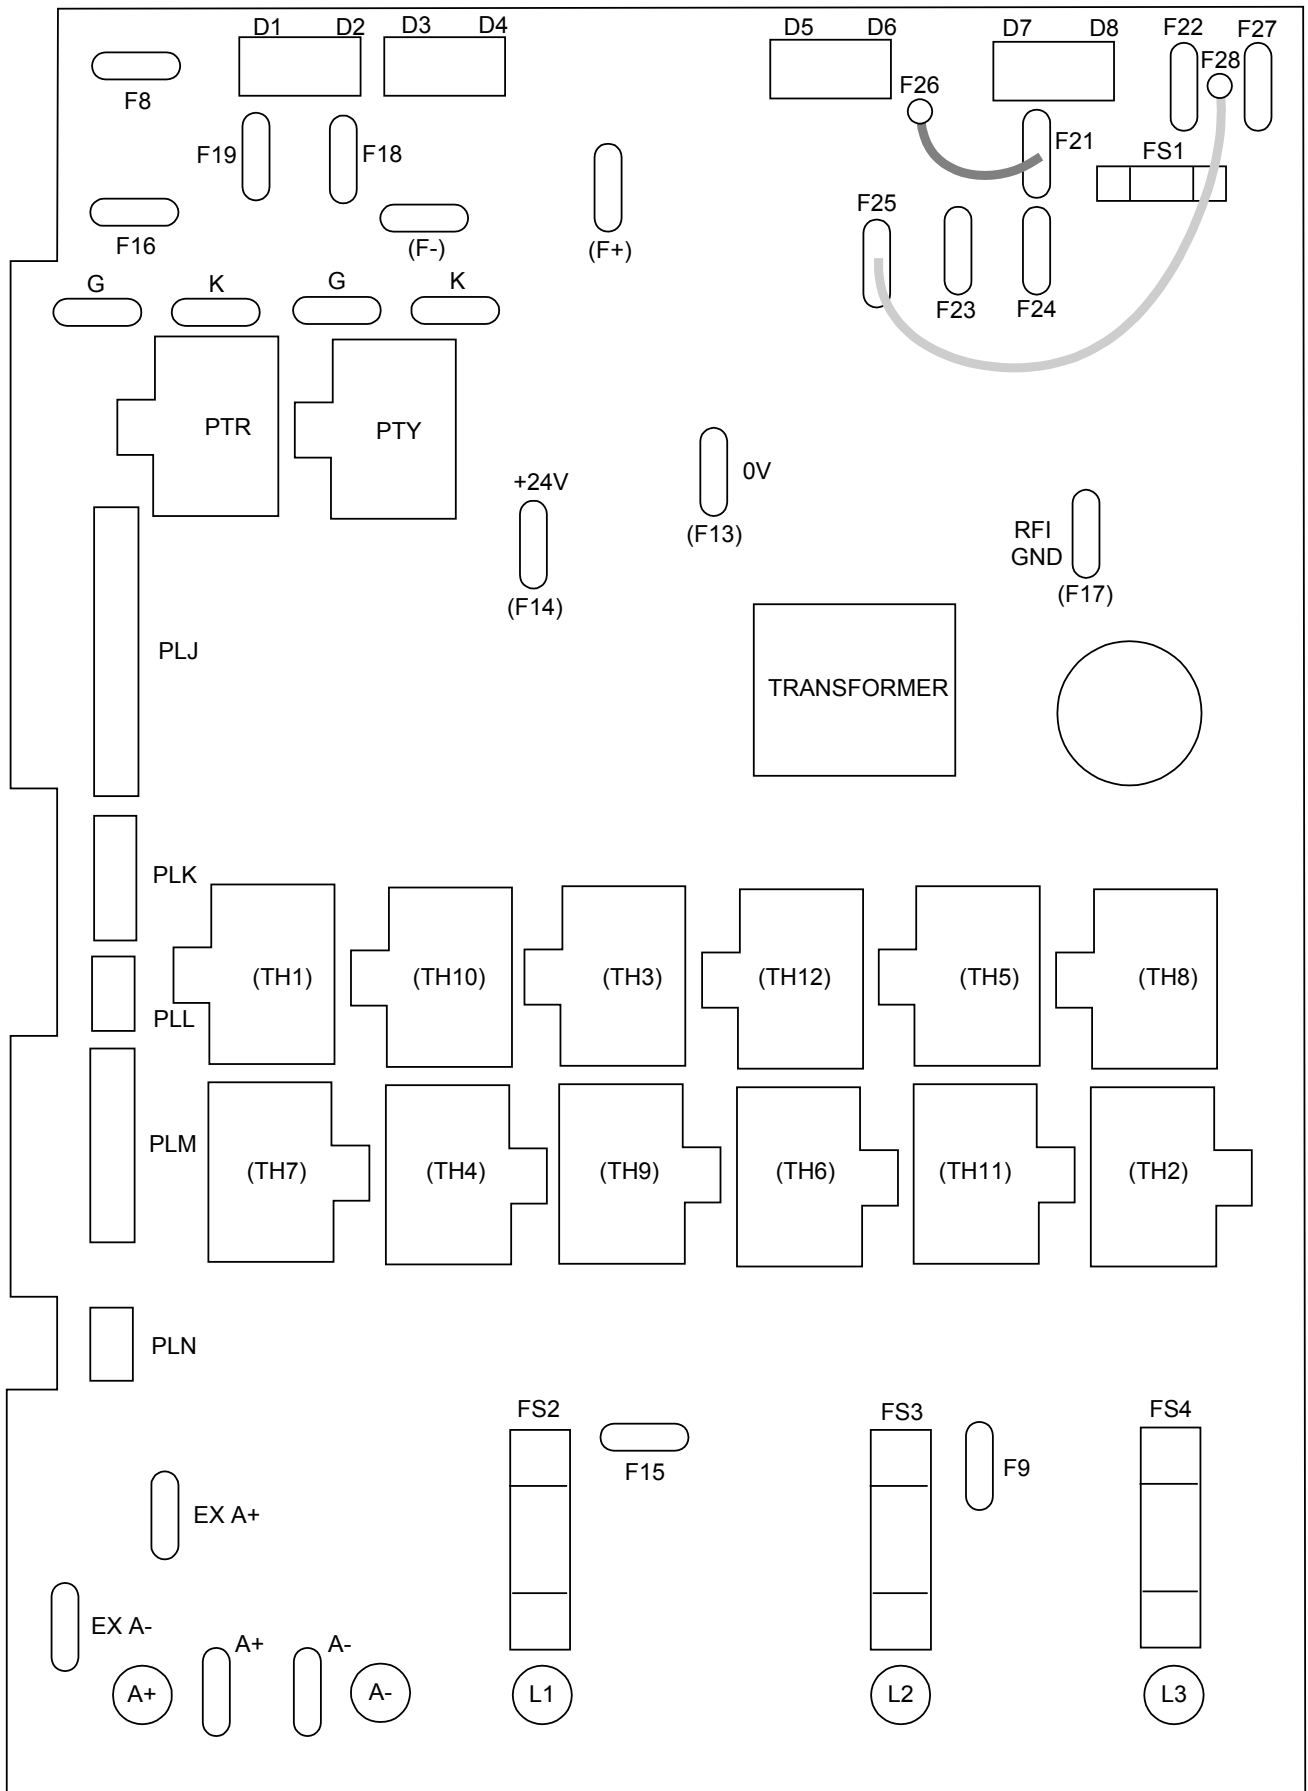 D1
D2
D3
D4
D5
D6
D7
D8
F22
F27
F28
F26
F8
F19
F18
F21
FS1
F25
F16
(F-)
(F+)
F23
F24
G
K
G
K
PTR
PTY
+24V
0V
(F13)
RFI
GND
(F14)
(F17)
PLJ
TRANSFORMER
PLK
(TH1)
(TH10)
(TH3)
(TH12)
(TH5)
(TH8)
PLL
PLM
(TH7)
(TH4)
(TH9)
(TH6)
(TH11)
(TH2)
PLN
FS2
FS3
FS4
F15
F9
EX A+
EX A-
A+
A-
A+
A-
L1
L2
L3